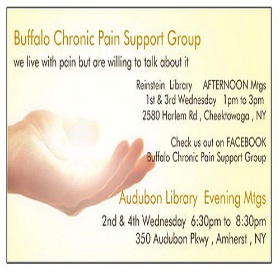 Buffalo Chronic Pain Support Group
we live with pain but are willing to talk about it
Reinstein Library AFTERNOON Mtgs
1st & 3rd Wednesday 1pm to 3pm
2580 Harlem Rd , Cheektowaga , NY
Check us out on FACEBOOK
Buffalo Chronic Pain Support Group
Audubon Library Evening Mtgs
2nd & 4th Wednesday 6:30pm to 8:30pm
350 Audubon Pkwy , Amherst , NY